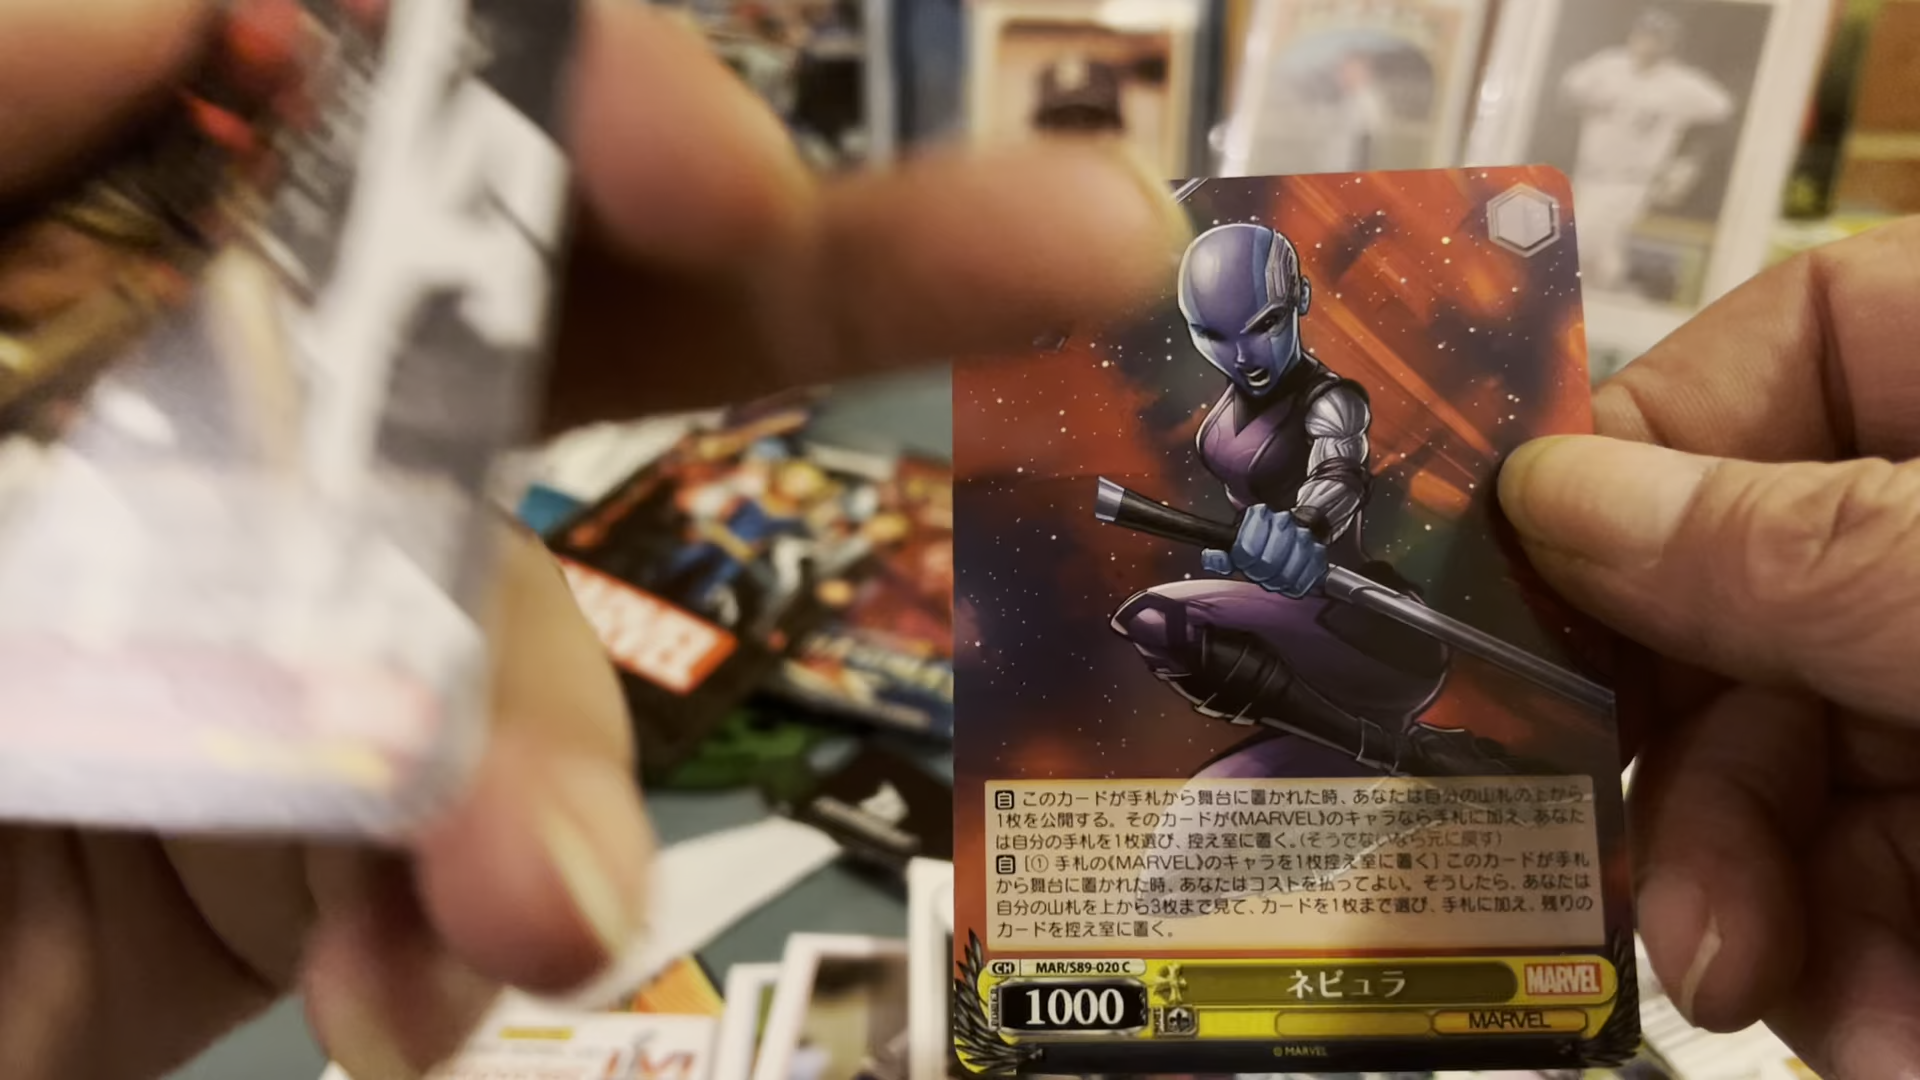 MARVEL
このカードが手札から舞台に置かれた時、あなたは自分の山札の上から
1枚を公開する。そのカードが《MARVEL》のキャラなら手札に加え、あなた
は自分の手札を1枚選び、控え室に置く。(そうでないなら元に戻す)
[① 手札の《MARVEL》のキャラを1枚控え室に置く] このカードが手札
から舞台に置かれた時、あなたはコストを払ってよい。そうしたら、あなたは
自分の山札を上から3枚まで見て、カードを1枚まで選び、手札に加え、残りの
カードを控え室に置く。
CH MAR/S89-020 C
1000
ネビュラ
MARVEL
MARVEL
© MARVEL